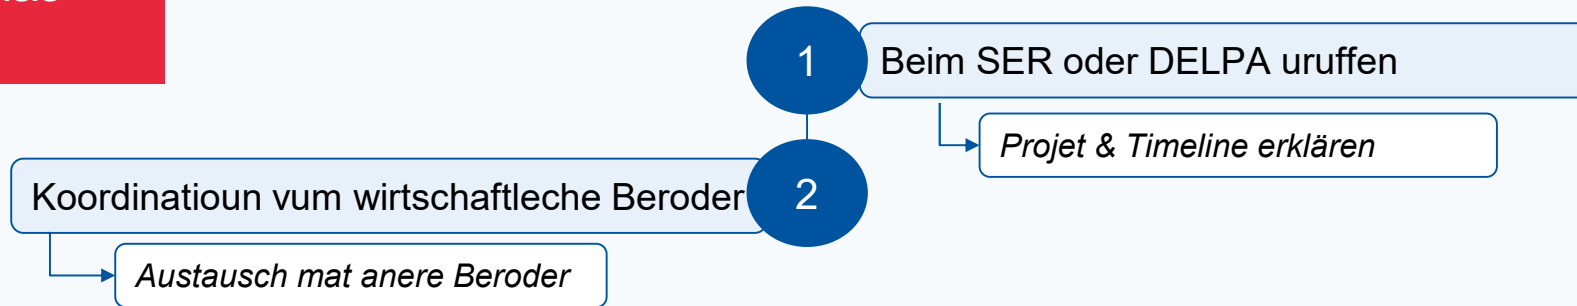 1
Beim SER oder DELPA uruffen
Projet & Timeline erklären
2
Koordinatioun vum wirtschaftleche Beroder
Austausch mat anere Beroder